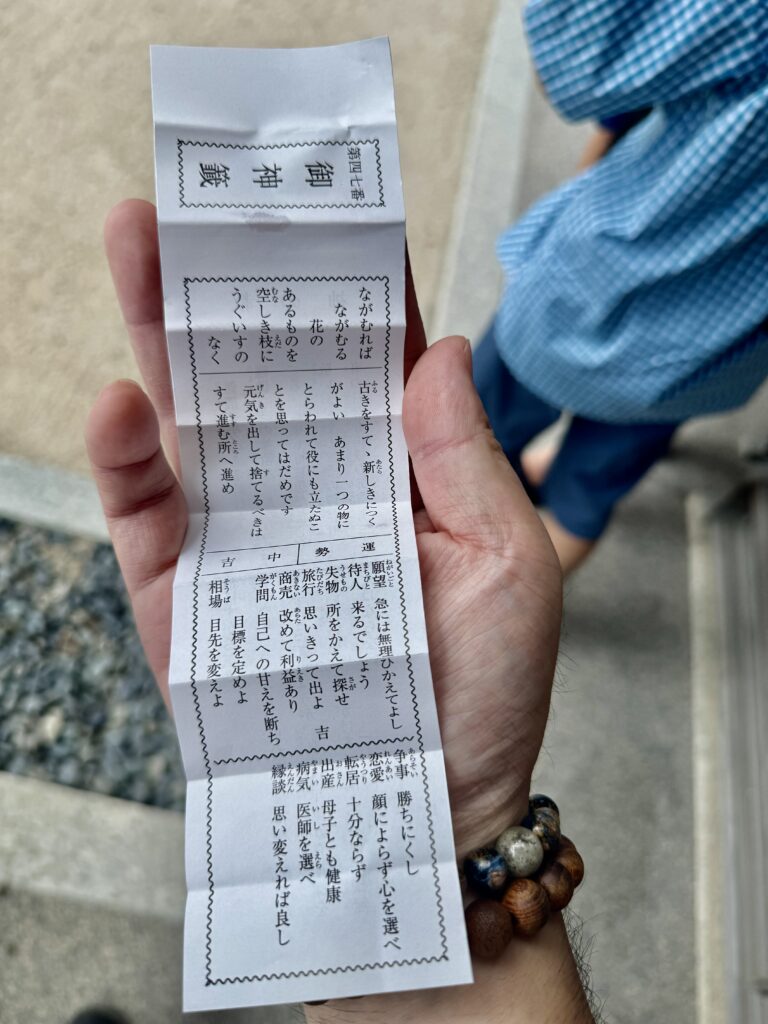 第四七番
御神籤
ながむれば
ながむる
花の
あるものを
空しき枝に
うぐいすの
なく
古きをすてゝ新しきにつく
がよい　あまり一つの物に
とらわれて役にも立たぬこ
とを思ってはだめです
元気を出して捨てるべきは
すて進む所へ進め
運勢
中吉
願望　急には無理ひかえてよし
待人　来るでしょう
失物　所をかえて探せ
旅行　思いきって出よ　吉
商売　改めて利益あり
学問　自己への甘えを断ち
目標を定めよ
相場　目先を変えよ
争事　勝ちにくし
恋愛　顔によらず心を選べ
転居　十分ならず
出産　母子とも健康
病気　医師を選べ
縁談　思い変えれば良し